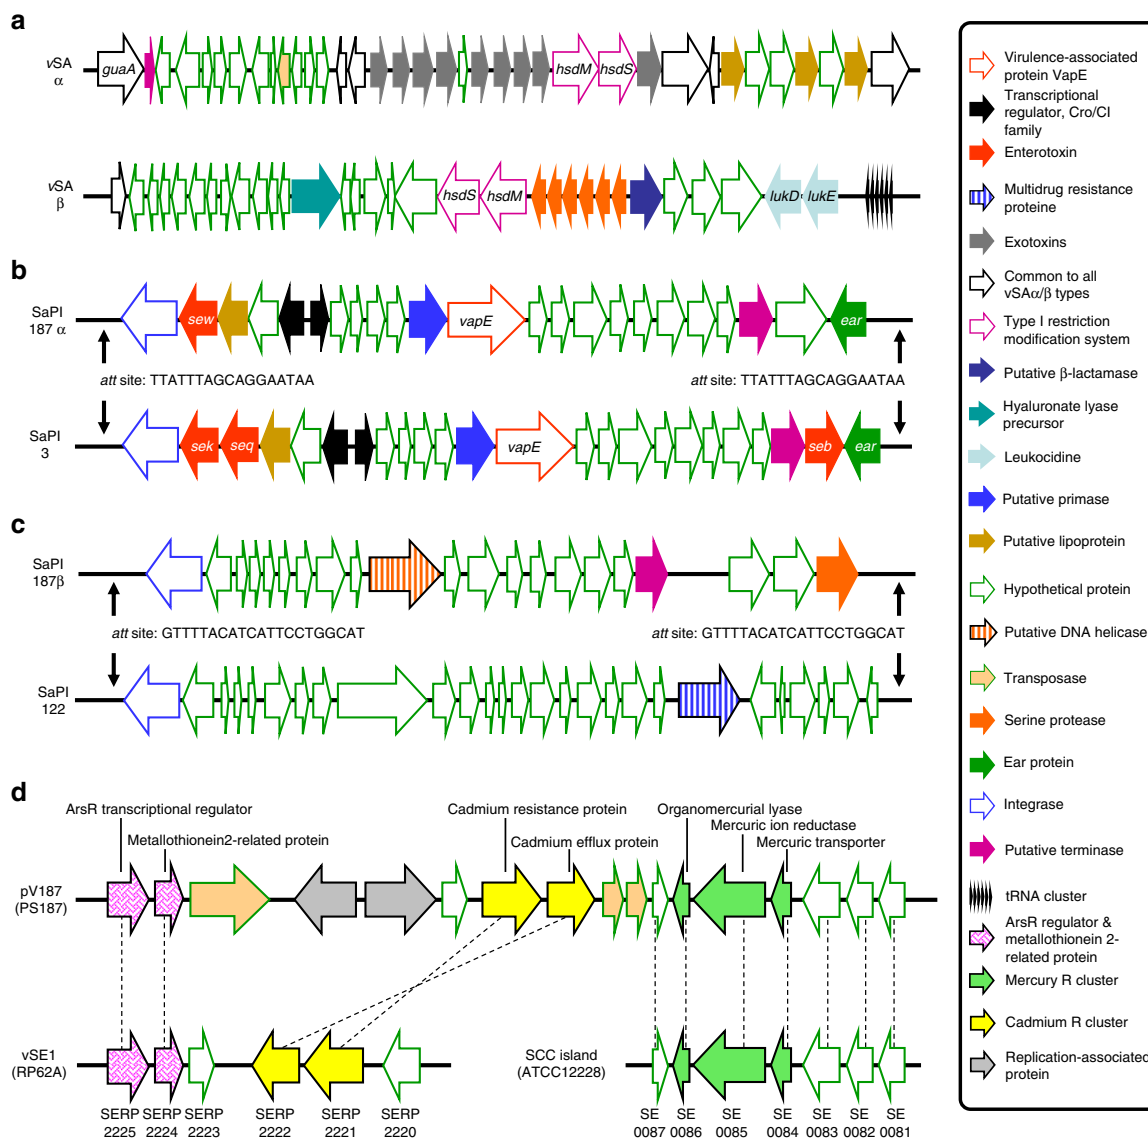 a
vSA
α
guaA
hsdM
hsdS
vSA
β
hsdS
hsdM
lukD
lukE
b
SaPI
187 α
sew
vapE
ear
att site: TTATTTAGCAGGAATAA
att site: TTATTTAGCAGGAATAA
SaPI
3
sek
seq
vapE
seb
ear
c
SaPI
187β
att site: GTTTTACATCATTCCTGGCAT
att site: GTTTTACATCATTCCTGGCAT
SaPI
122
d
ArsR transcriptional regulator
Metallothionein2-related protein
Cadmium resistance protein
Cadmium efflux protein
Organomercurial lyase
Mercuric ion reductase
Mercuric transporter
pV187
(PS187)
vSE1
(RP62A)
SCC island
(ATCC12228)
SERP
2225
SERP
2224
SERP
2223
SERP
2222
SERP
2221
SERP
2220
SE
0087
SE
0086
SE
0085
SE
0084
SE
0083
SE
0082
SE
0081
Virulence-associated
protein VapE
Transcriptional
regulator, Cro/CI
family
Enterotoxin
Multidrug resistance
proteine
Exotoxins
Common to all
vSAα/β types
Type I restriction
modification system
Putative β-lactamase
Hyaluronate lyase
precursor
Leukocidine
Putative primase
Putative lipoprotein
Hypothetical protein
Putative DNA helicase
Transposase
Serine protease
Ear protein
Integrase
Putative terminase
tRNA cluster
ArsR regulator &
metallothionein 2-
related protein
Mercury R cluster
Cadmium R cluster
Replication-associated
protein